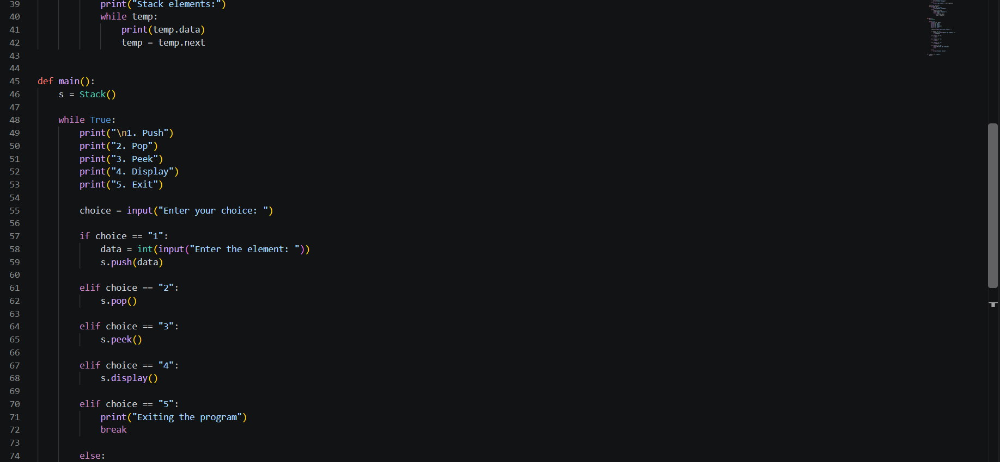 39 print("Stack elements:")
40 while temp:
41 print(temp.data)
42 temp = temp.next
43
44
45 def main():
46 s = Stack()
47
48 while True:
49 print("\n1. Push")
50 print("2. Pop")
51 print("3. Peek")
52 print("4. Display")
53 print("5. Exit")
54
55 choice = input("Enter your choice: ")
56
57 if choice == "1":
58 data = int(input("Enter the element: "))
59 s.push(data)
60
61 elif choice == "2":
62 s.pop()
63
64 elif choice == "3":
65 s.peek()
66
67 elif choice == "4":
68 s.display()
69
70 elif choice == "5":
71 print("Exiting the program")
72 break
73
74 else: